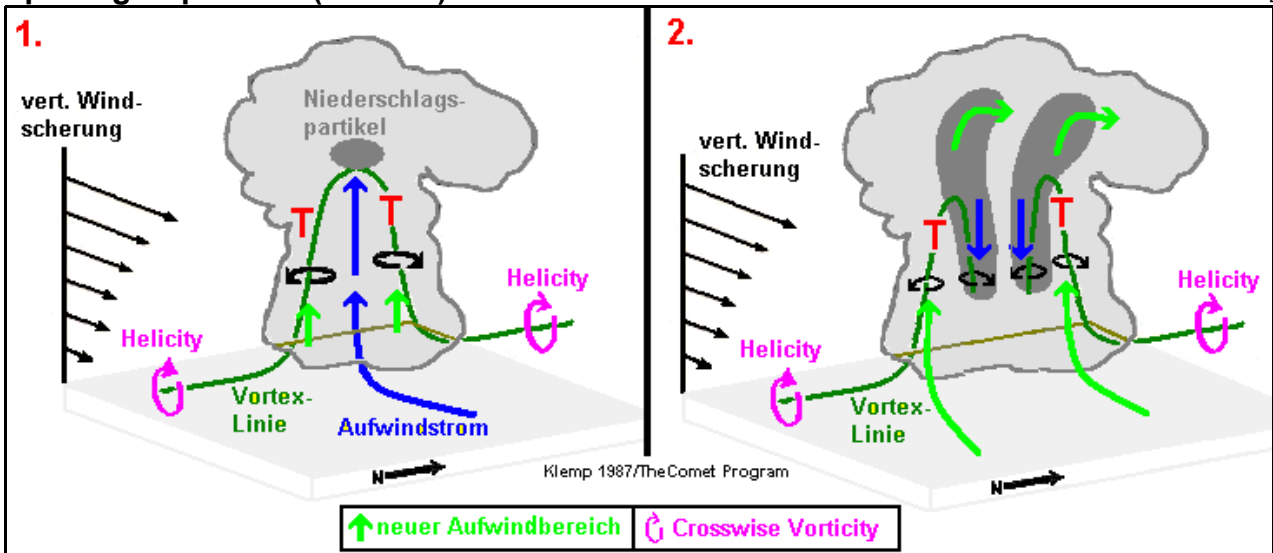 1.
vert. Wind-
scherung
Niederschlags-
partikel
T
T
Helicity
Helicity
Vortex-
Linie
Aufwindstrom
N
2.
vert. Wind-
scherung
T
T
Helicity
Helicity
Vortex-
Linie
N
Klemp 1987/TheComet Program
neuer Aufwindbereich
Crosswise Vorticity